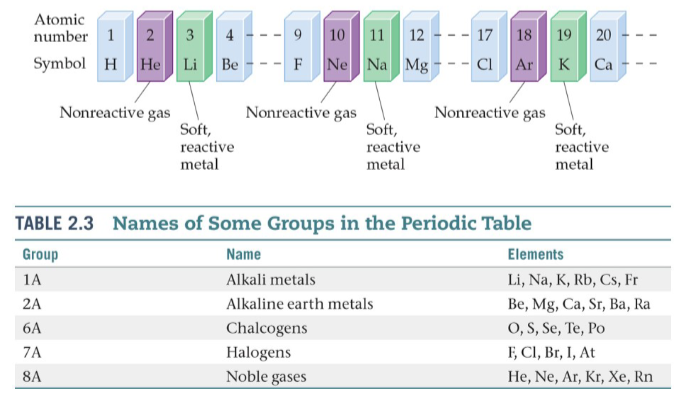 Atomic
number 1 2 3 4 9 10 11 12 17 18 19 20
Symbol H He Li Be F Ne Na Mg Cl Ar K Ca
Nonreactive gas Nonreactive gas Nonreactive gas
Soft, Soft, Soft,
reactive reactive reactive
metal metal metal
TABLE 2.3 Names of Some Groups in the Periodic Table
Group Name Elements
1A Alkali metals Li, Na, K, Rb, Cs, Fr
2A Alkaline earth metals Be, Mg, Ca, Sr, Ba, Ra
6A Chalcogens O, S, Se, Te, Po
7A Halogens F, Cl, Br, I, At
8A Noble gases He, Ne, Ar, Kr, Xe, Rn